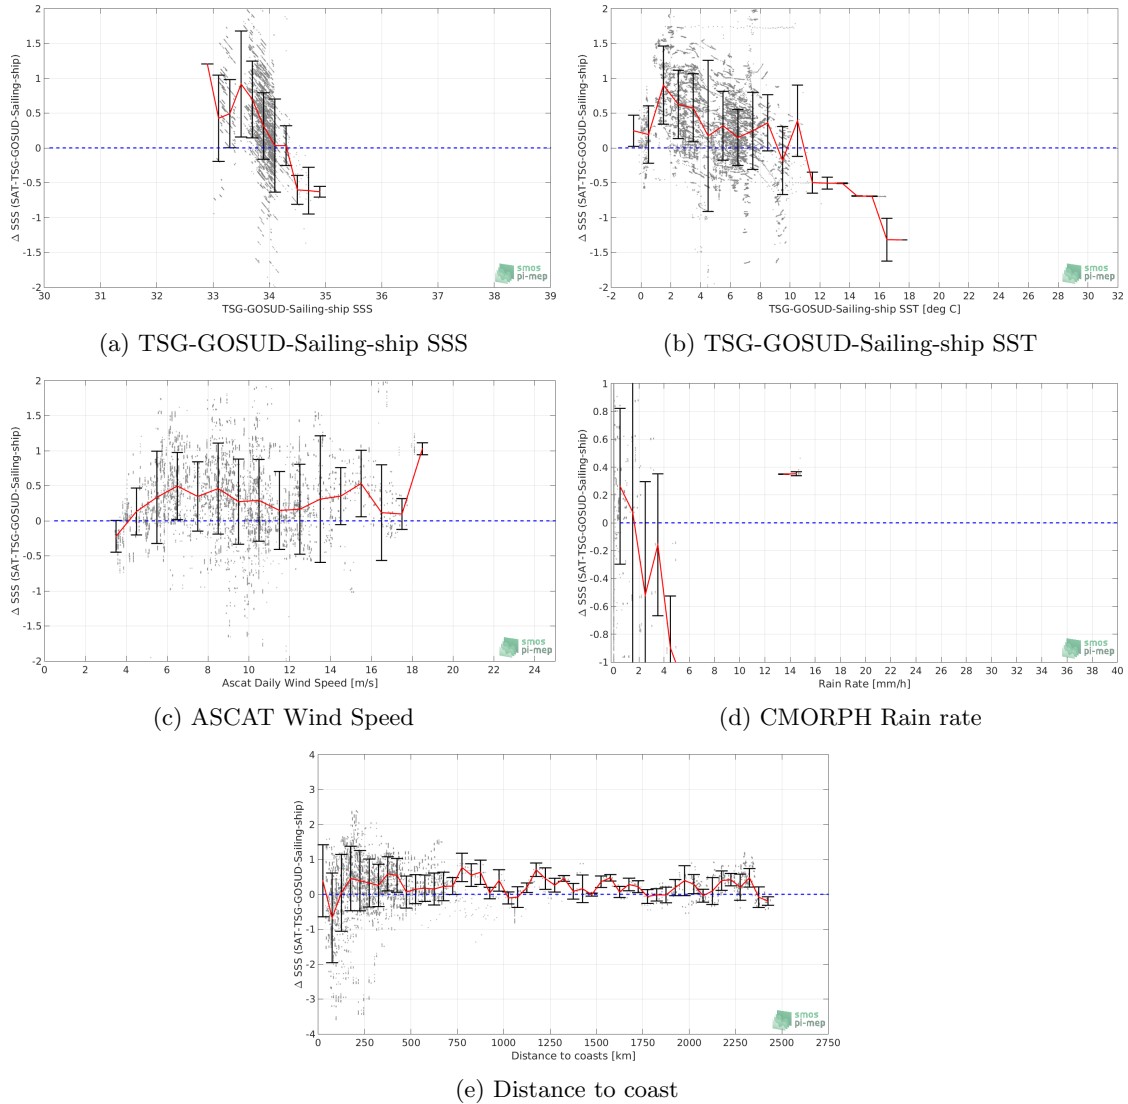 Δ SSS (SAT-TSG-GOSUD-Sailing-ship)
2
1.5
1
0.5
0
-0.5
-1
-1.5
-2
30 31 32 33 34 35 36 37 38 39
TSG-GOSUD-Sailing-ship SSS
smos
pi-mep
(a) TSG-GOSUD-Sailing-ship SSS
Δ SSS (SAT-TSG-GOSUD-Sailing-ship)
2
1.5
1
0.5
0
-0.5
-1
-1.5
-2
-2 0 2 4 6 8 10 12 14 16 18 20 22 24 26 28 30 32
TSG-GOSUD-Sailing-ship SST [deg C]
smos
pi-mep
(b) TSG-GOSUD-Sailing-ship SST
Δ SSS (SAT-TSG-GOSUD-Sailing-ship)
2
1.5
1
0.5
0
-0.5
-1
-1.5
-2
0 2 4 6 8 10 12 14 16 18 20 22 24
Ascat Daily Wind Speed [m/s]
smos
pi-mep
(c) ASCAT Wind Speed
Δ SSS (SAT-TSG-GOSUD-Sailing-ship)
1
0.8
0.6
0.4
0.2
0
-0.2
-0.4
-0.6
-0.8
-1
0 2 4 6 8 10 12 14 16 18 20 22 24 26 28 30 32 34 36 38 40
Rain Rate [mm/h]
smos
pi-mep
(d) CMORPH Rain rate
Δ SSS (SAT-TSG-GOSUD-Sailing-ship)
4
3
2
1
0
-1
-2
-3
-4
0 250 500 750 1000 1250 1500 1750 2000 2250 2500 2750
Distance to coasts [km]
smos
pi-mep
(e) Distance to coast